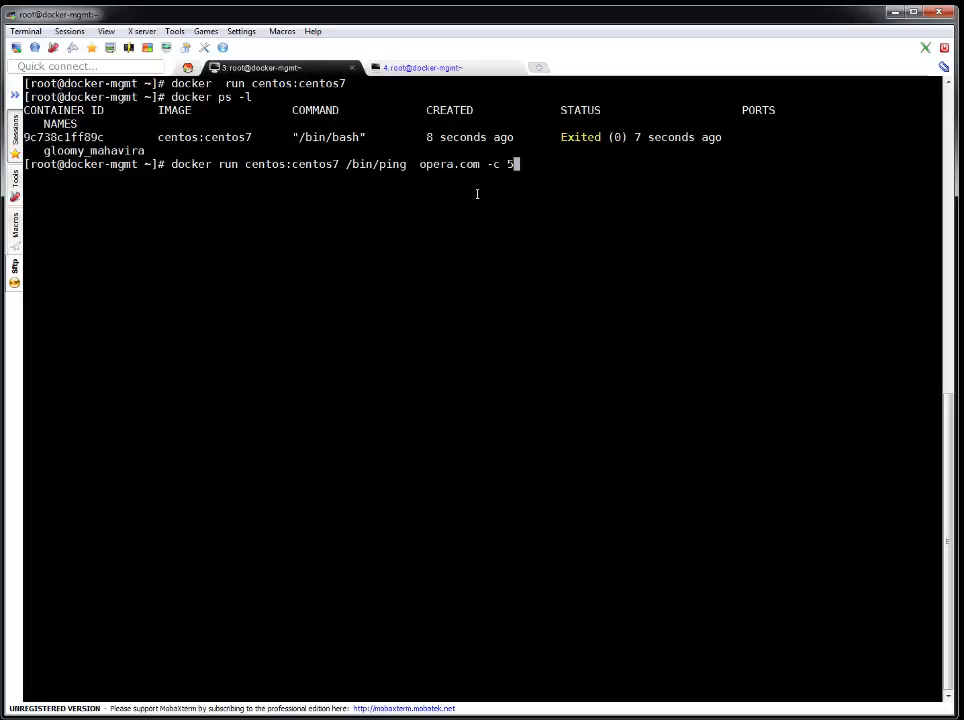 root@docker-mgmt:~
Terminal Sessions View X server Tools Games Settings Macros Help
Quick connect...
3. root@docker-mgmt~
4. root@docker-mgmt~
Sessions
Tools
Macros
Sftp
[root@docker-mgmt ~]# docker  run centos:centos7
[root@docker-mgmt ~]# docker ps -l
CONTAINER ID        IMAGE               COMMAND             CREATED             STATUS                     PORTS
   NAMES
9c738c1ff89c        centos:centos7      "/bin/bash"         8 seconds ago       Exited (0) 7 seconds ago
   gloomy_mahavira
[root@docker-mgmt ~]# docker run centos:centos7 /bin/ping  opera.com -c 5
UNREGISTERED VERSION - Please support MobaXterm by subscribing to the professional edition here: http://mobaxterm.mobatek.net